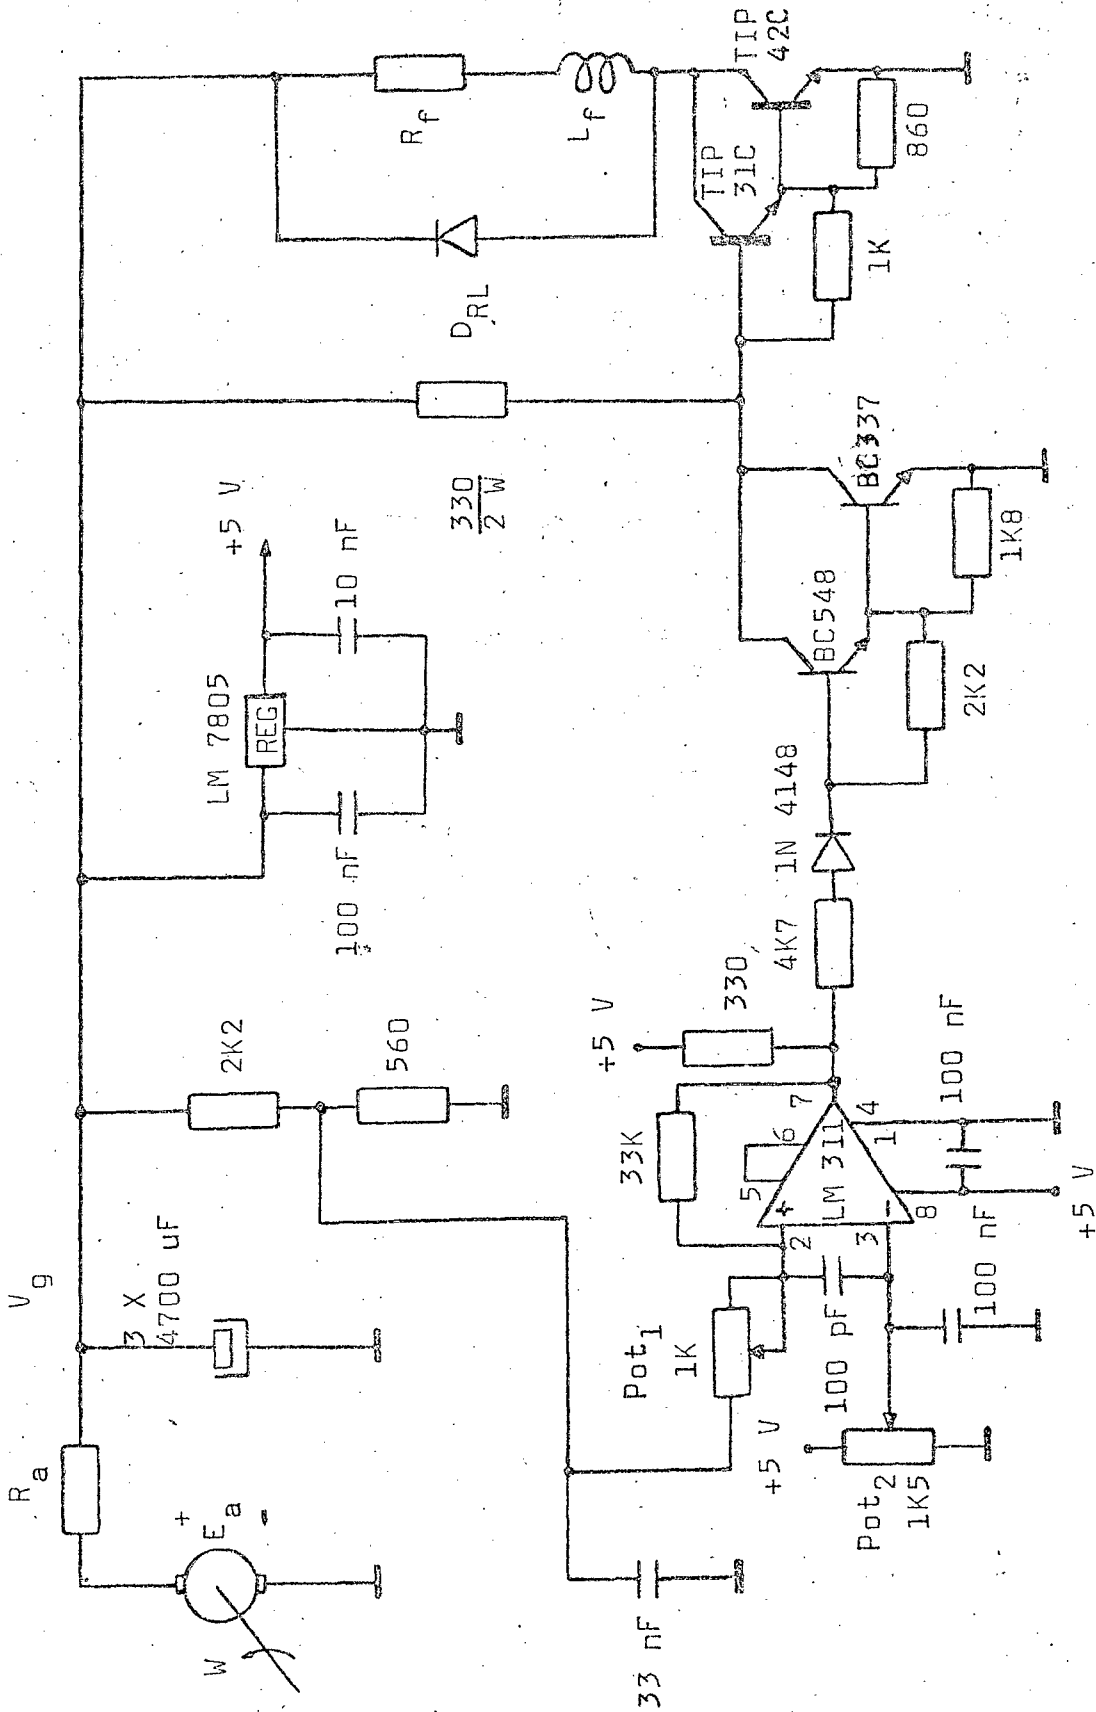 R a
V g
W
+
E a
-
3 X
4700 uF
2K2
560
33 nF
LM 7805
REG
+5 V
100 nF
10 nF
330
2 W
D RL
R f
L f
TIP
31C
TIP
42C
1K
860
Pot 1
1K
33K
+5 V
330
4K7
1N 4148
BC548
BC337
2K2
1K8
5
6
7
2
+
LM 311
3
-
8
1
4
100 pF
100 nF
100 nF
+5 V
+5 V
Pot 2
1K5